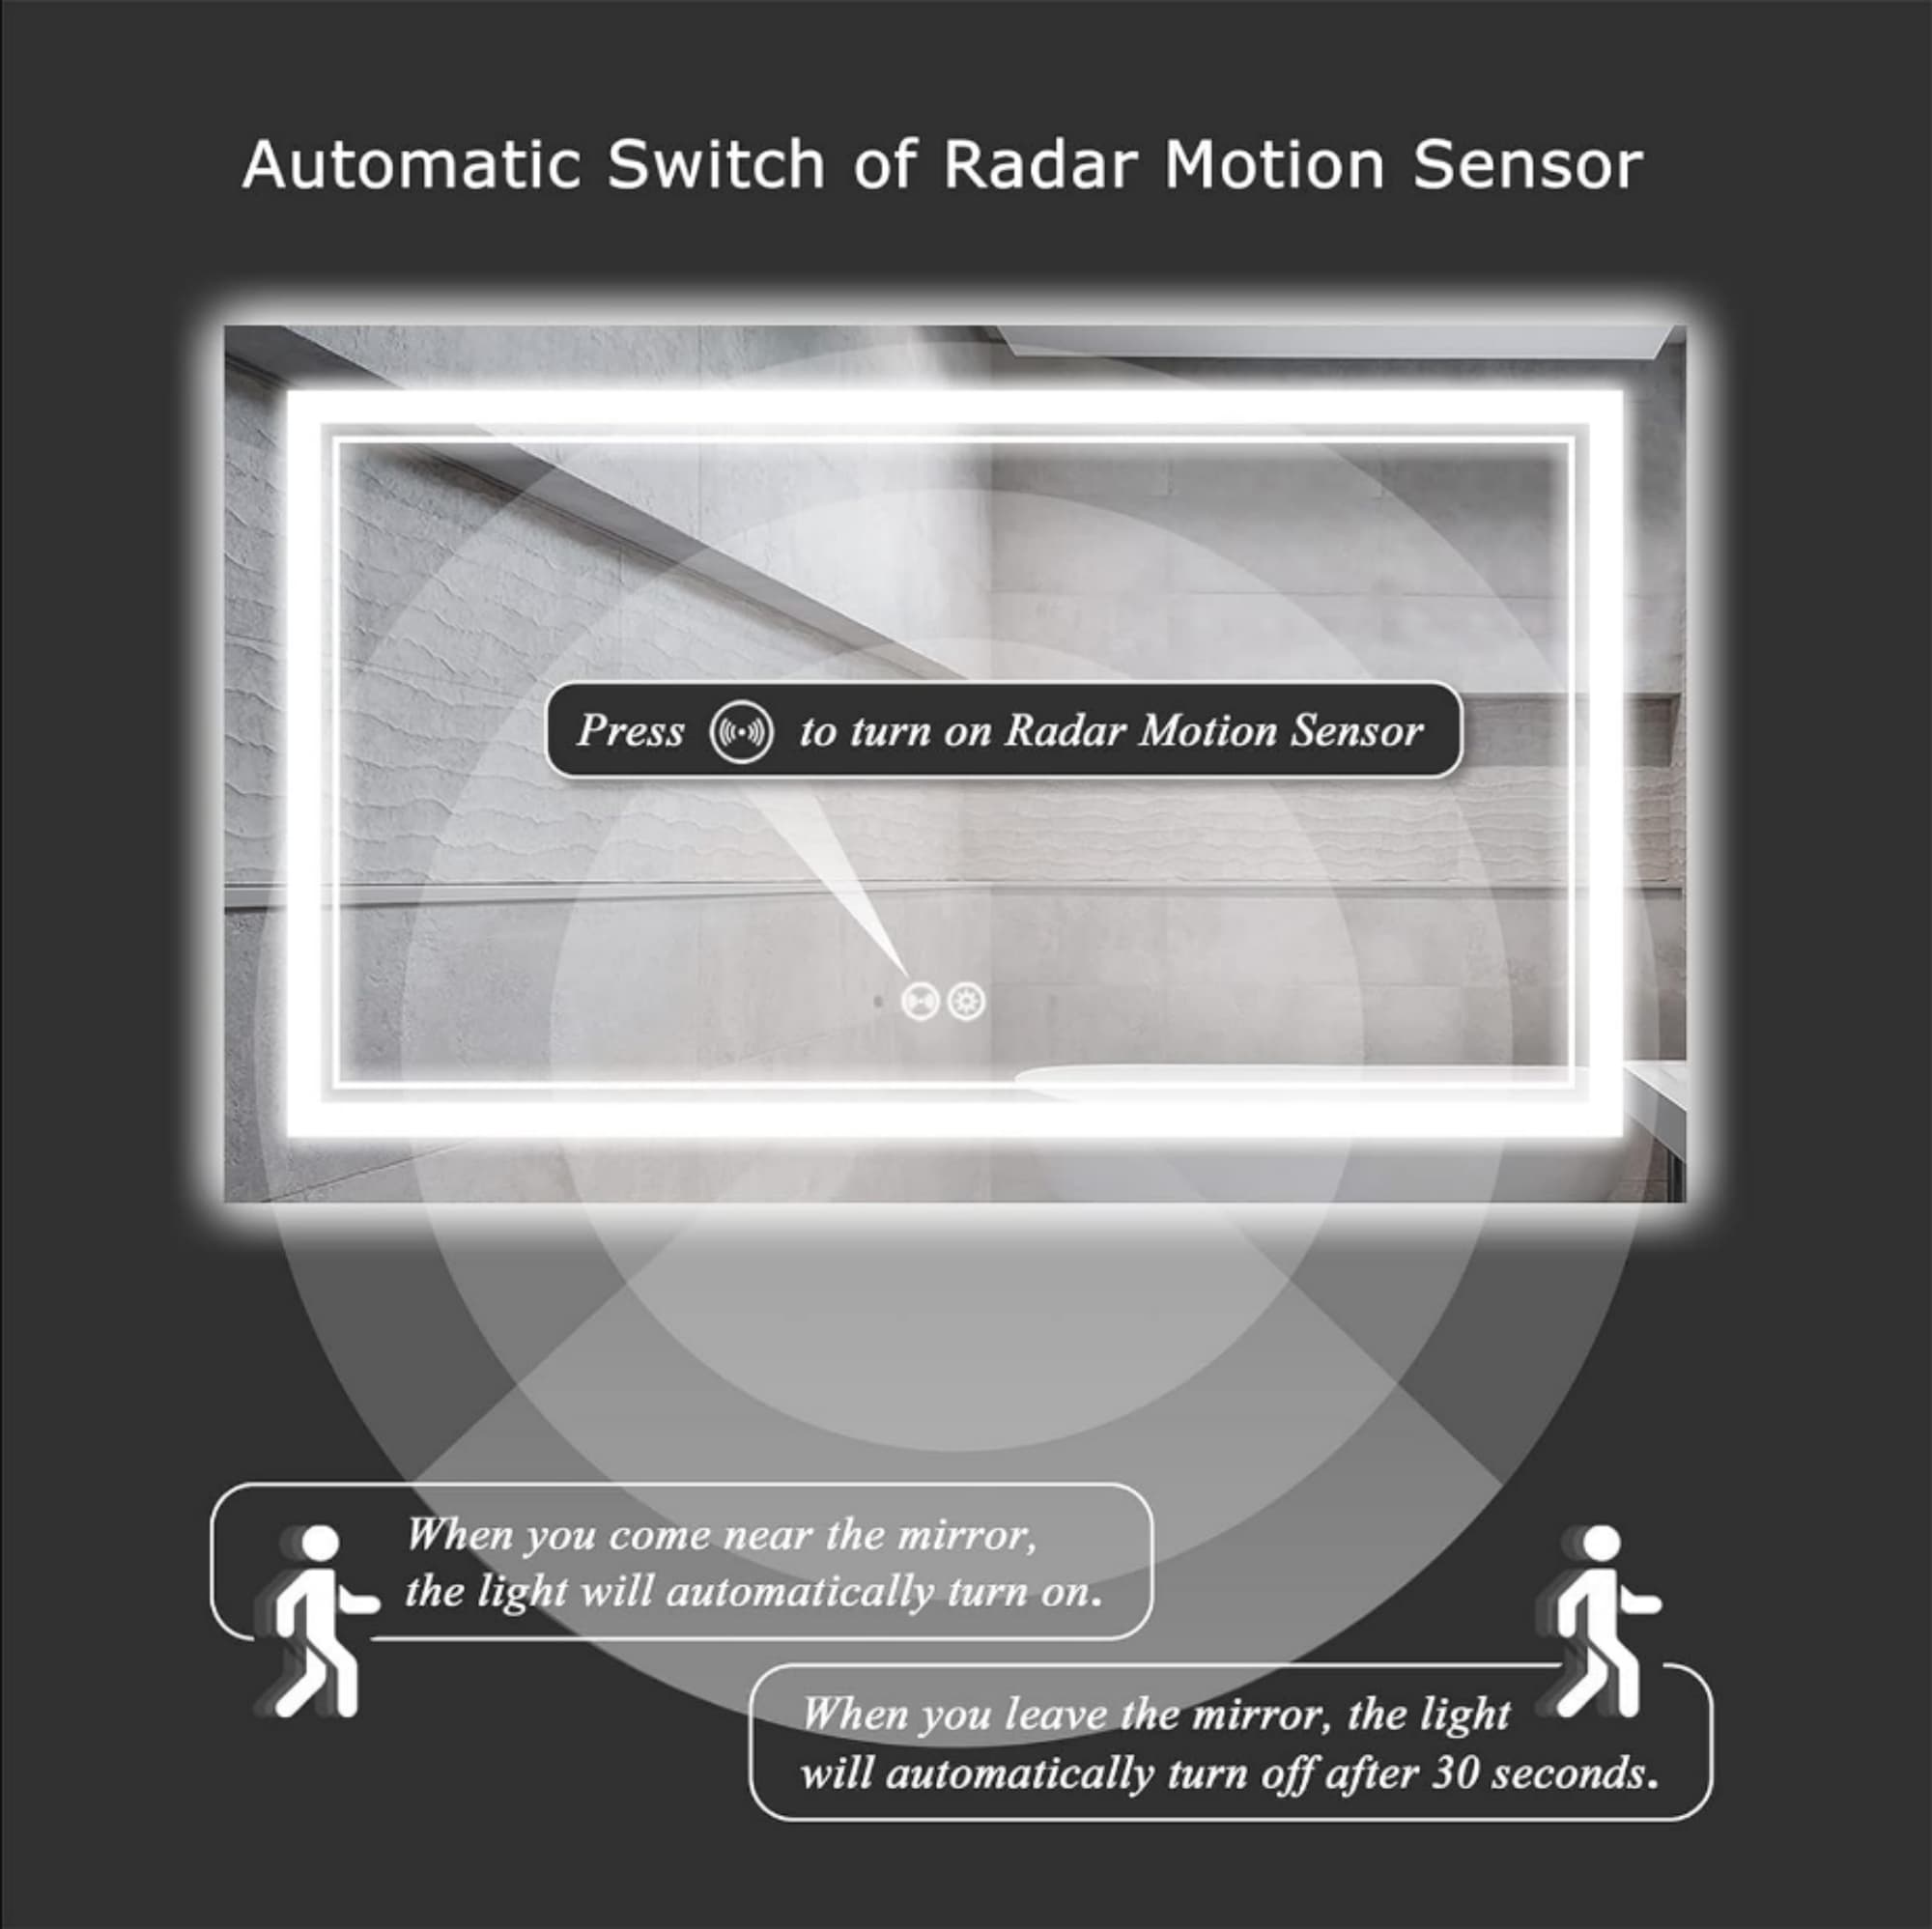 Automatic Switch of Radar Motion Sensor
Press to turn on Radar Motion Sensor
When you come near the mirror,
the light will automatically turn on.
When you leave the mirror, the light
will automatically turn off after 30 seconds.